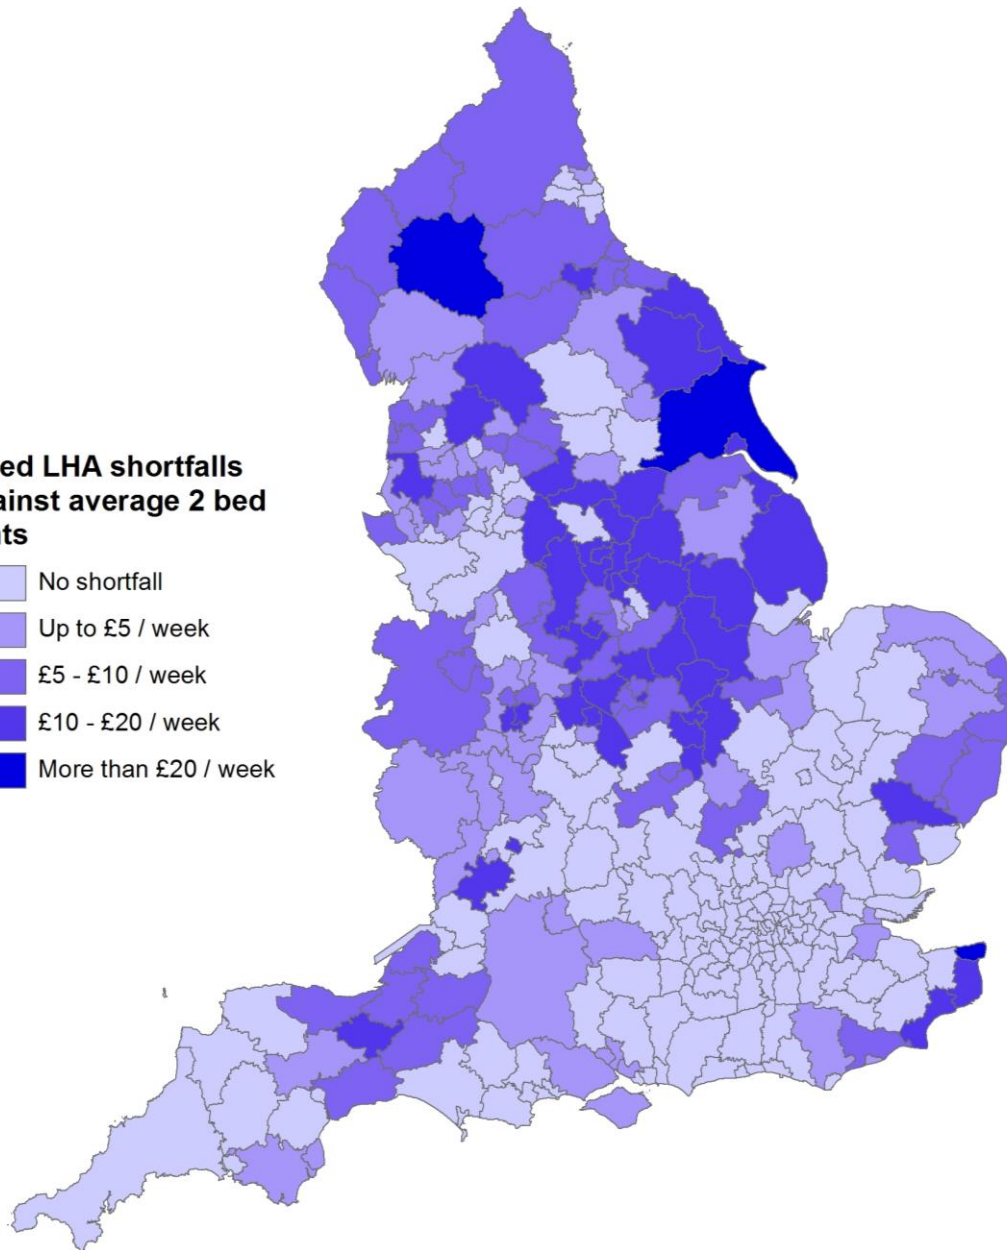 ed LHA shortfalls
ainst average 2 bed
ts
No shortfall
Up to £5 / week
£5 - £10 / week
£10 - £20 / week
More than £20 / week